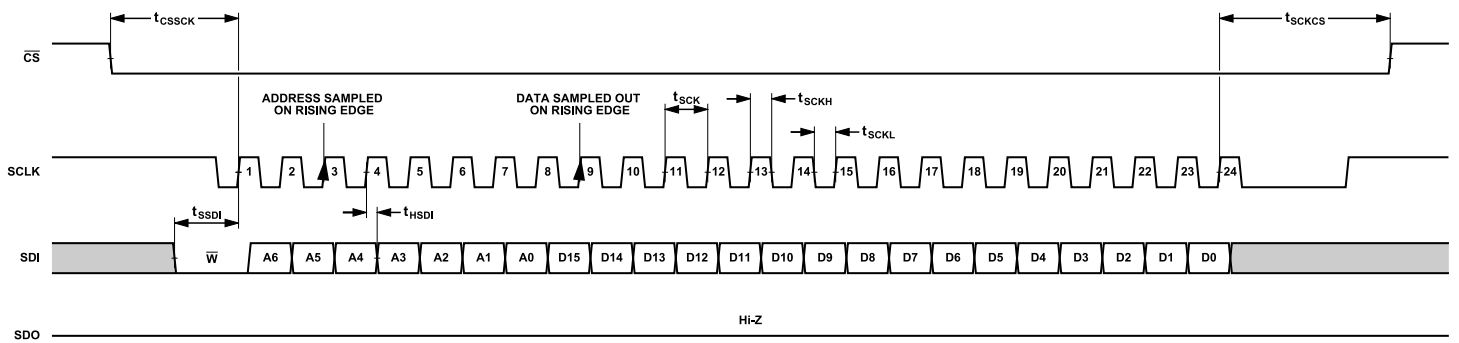 tCSSCK
tSCKCS
CS
ADDRESS SAMPLED
ON RISING EDGE
DATA SAMPLED OUT
ON RISING EDGE
tSCK
tSCKH
tSCKL
SCLK
1 2 3 4 5 6 7 8 9 10 11 12 13 14 15 16 17 18 19 20 21 22 23 24
tSSDI
tHSDI
SDI
W A6 A5 A4 A3 A2 A1 A0 D15 D14 D13 D12 D11 D10 D9 D8 D7 D6 D5 D4 D3 D2 D1 D0
Hi-Z
SDO